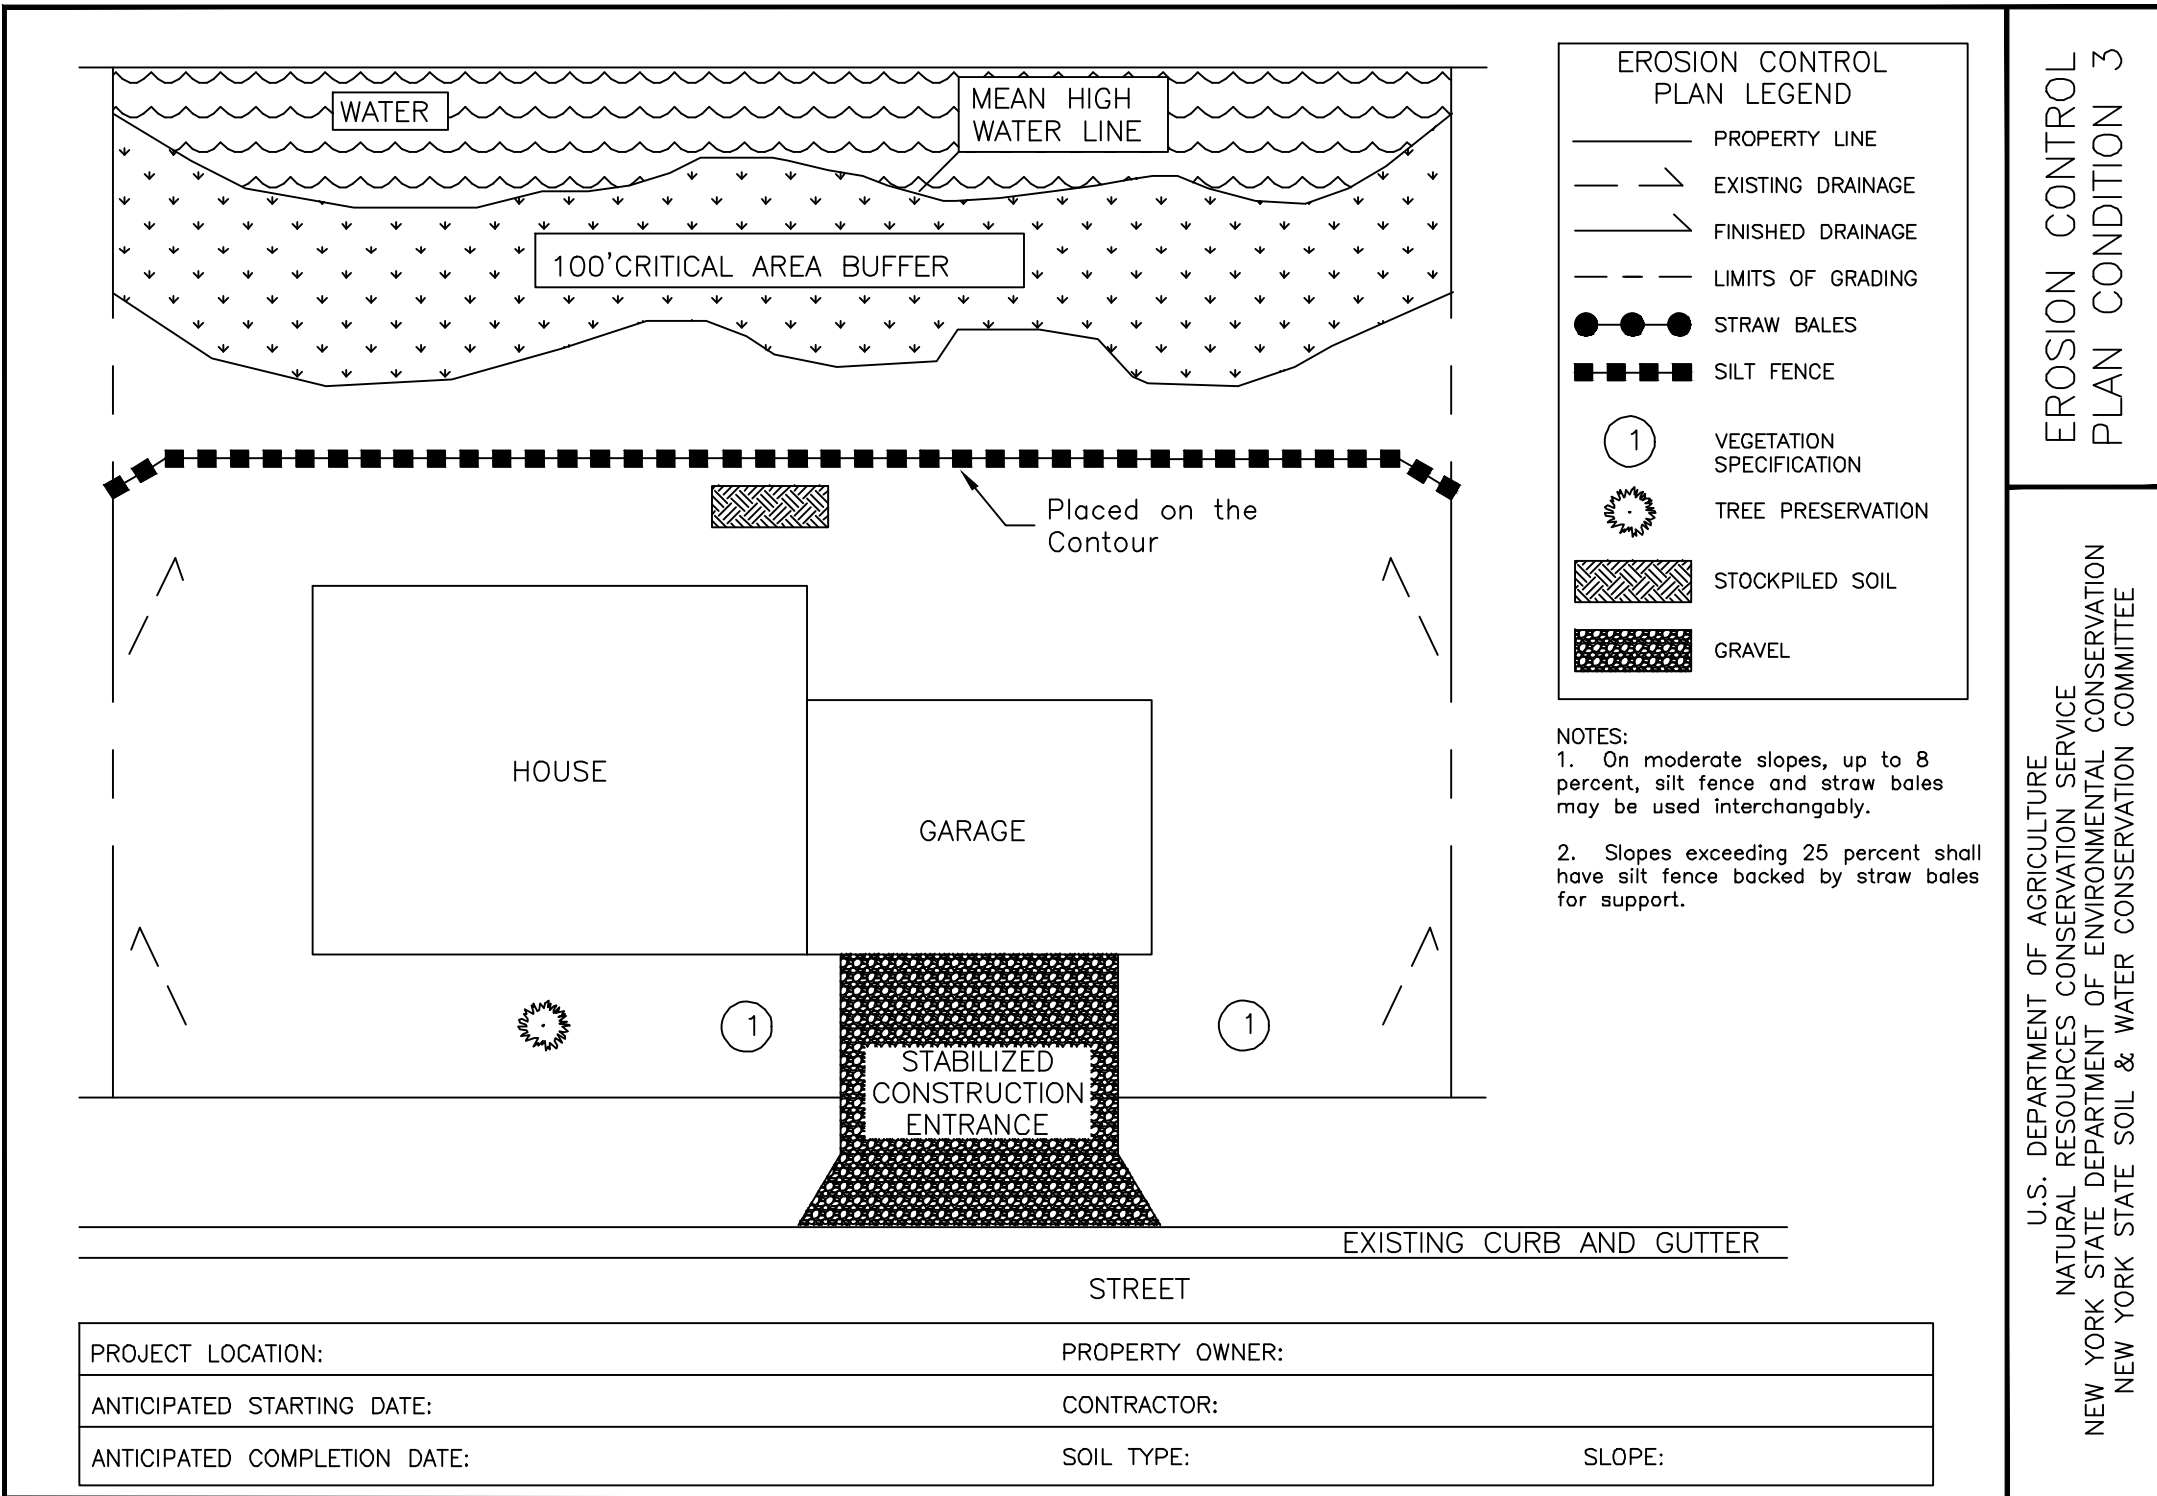 WATER
MEAN HIGH
WATER LINE
100'CRITICAL AREA BUFFER
Placed on the
Contour
HOUSE
GARAGE
1
1
STABILIZED
CONSTRUCTION
ENTRANCE
EXISTING CURB AND GUTTER
STREET
EROSION CONTROL
PLAN LEGEND
PROPERTY LINE
EXISTING DRAINAGE
FINISHED DRAINAGE
LIMITS OF GRADING
STRAW BALES
SILT FENCE
1
VEGETATION
SPECIFICATION
TREE PRESERVATION
STOCKPILED SOIL
GRAVEL
NOTES:
1. On moderate slopes, up to 8
percent, silt fence and straw bales
may be used interchangably.
2. Slopes exceeding 25 percent shall
have silt fence backed by straw bales
for support.
PROJECT LOCATION:
PROPERTY OWNER:
ANTICIPATED STARTING DATE:
CONTRACTOR:
ANTICIPATED COMPLETION DATE:
SOIL TYPE:
SLOPE:
EROSION CONTROL
PLAN CONDITION 3
U.S. DEPARTMENT OF AGRICULTURE
NATURAL RESOURCES CONSERVATION SERVICE
NEW YORK STATE DEPARTMENT OF ENVIRONMENTAL CONSERVATION
NEW YORK STATE SOIL & WATER CONSERVATION COMMITTEE